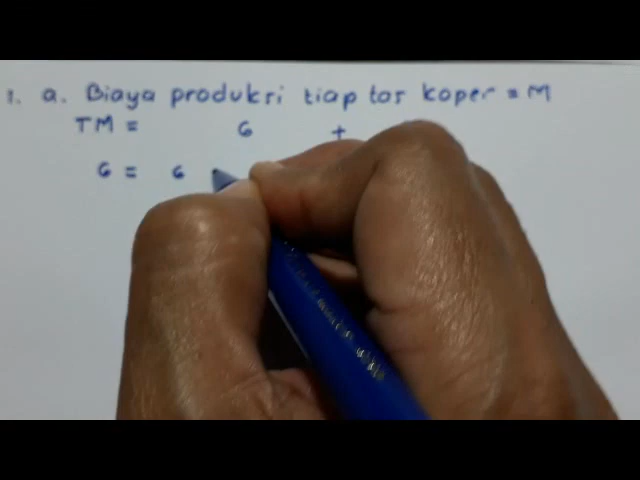 1. a. Biaya produksi tiap tas koper = M
TM = 6 +
6 = 6